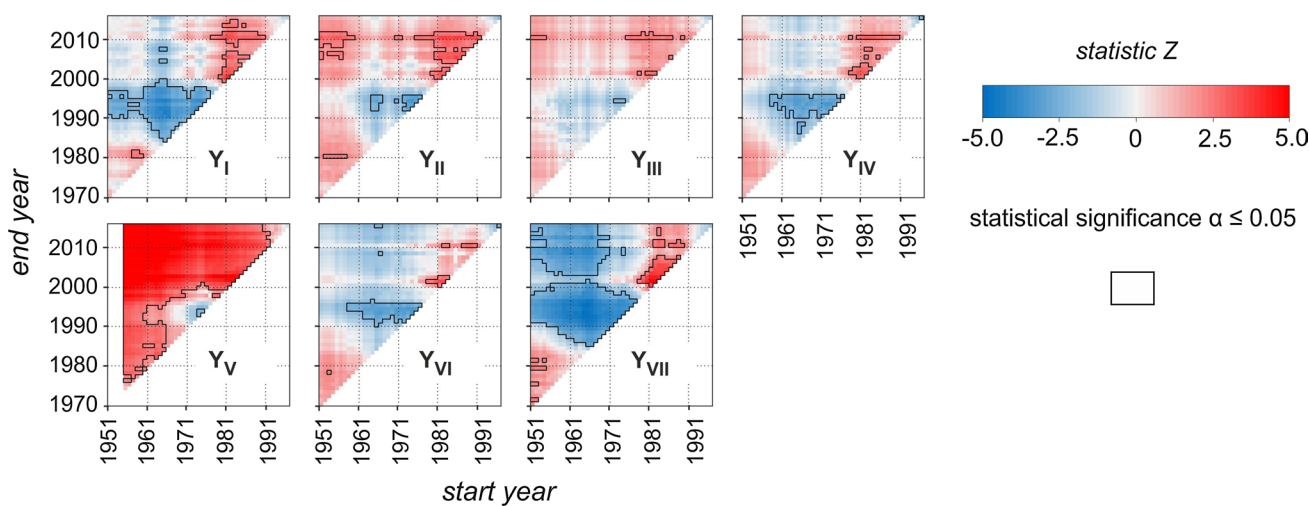 2010
2000
1990
1980
1970
Y_I
Y_II
Y_III
Y_IV
1951
1961
1971
1981
1991
statistic Z
-5.0 -2.5 0 2.5 5.0
statistical significance α ≤ 0.05
end year
2010
2000
1990
1980
1970
Y_V
Y_VI
Y_VII
1951 1961 1971 1981 1991
1951 1961 1971 1981 1991
1951 1961 1971 1981 1991
start year